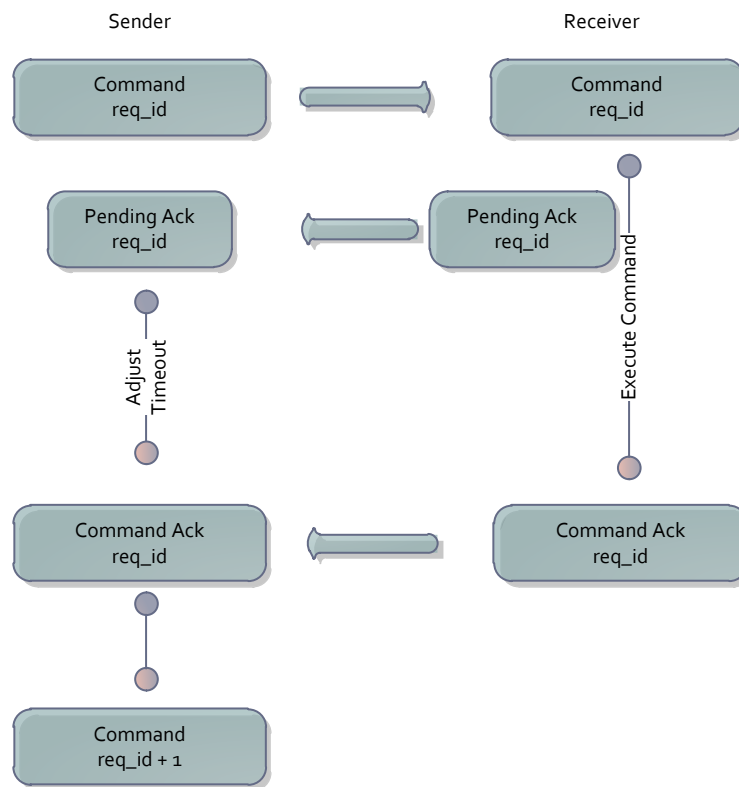 Sender
Receiver
Command
req_id
Command
req_id
Pending Ack
req_id
Pending Ack
req_id
Adjust
Timeout
Execute Command
Command Ack
req_id
Command Ack
req_id
Command
req_id + 1